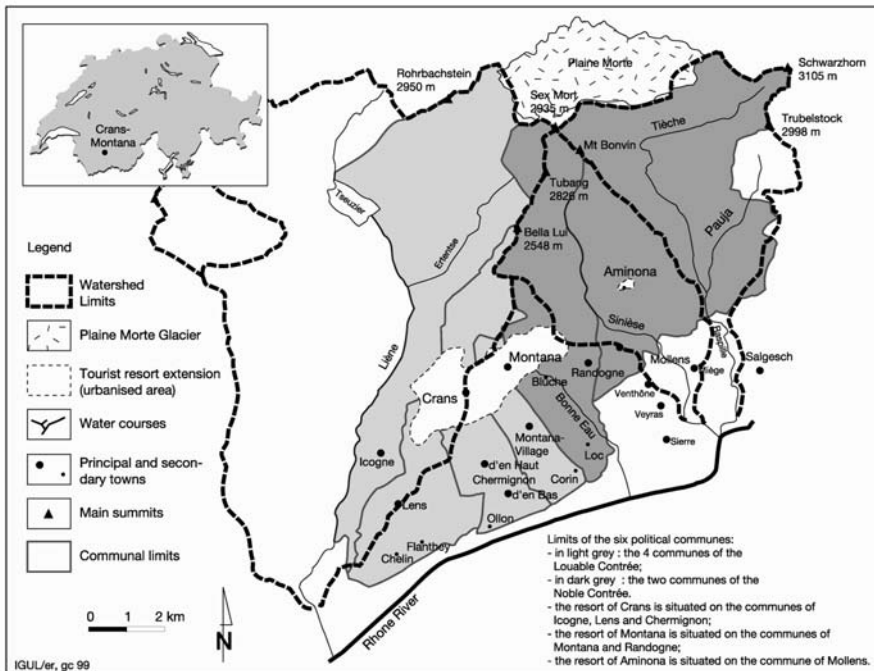 Crans-
Montana
Rohrbachstein
2950 m
Plaine Morte
Schwarzhorn
3105 m
Sex Mort
2935 m
Tièche
Trubelstock
2998 m
Mt Bonvin
Tseuzier
Tubang
2826 m
Ertentse
Bella Lui
2548 m
Pauja
Aminona
Sinièse
Liène
Raspille
Montana
Mollens
Salgesch
Randogne
Miège
Bluche
Crans
Venthône
Bonne Eau
Veyras
Montana-
Village
Sierre
Icogne
Loc
d'en Haut
Chermignon
Corin
d'en Bas
Lens
Ollon
Flanthey
Chelin
Rhone River
Legend
Watershed
Limits
Plaine Morte Glacier
Tourist resort extension
(urbanised area)
Water courses
Principal and secon-
dary towns
Main summits
Communal limits
0 1 2 km
N
IGUL/er, gc 99
Limits of the six political communes:
- in light grey : the 4 communes of the
Louable Contrée;
- in dark grey : the two communes of the
Noble Contrée.
- the resort of Crans is situated on the communes of
Icogne, Lens and Chermignon;
- the resort of Montana is situated on the communes of
Montana and Randogne;
- the resort of Aminona is situated on the commune of Mollens.